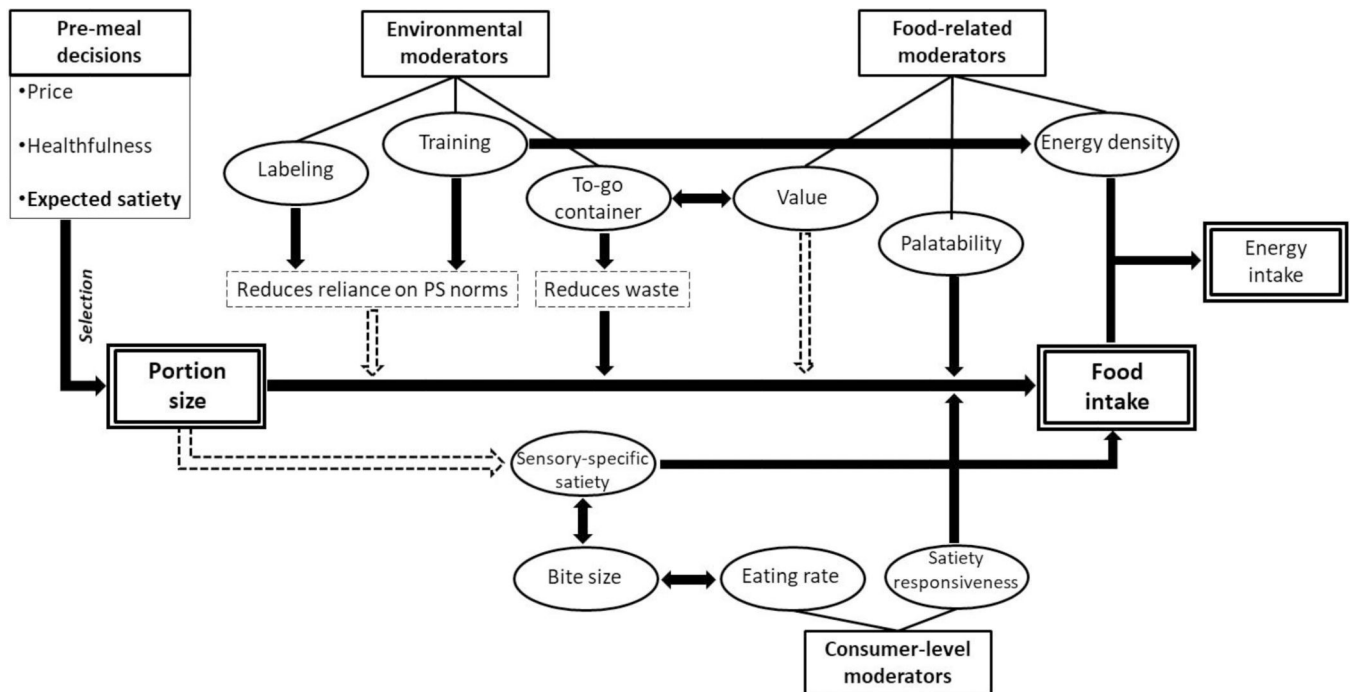 Pre-meal
decisions
•Price
•Healthfulness
•Expected satiety
Environmental
moderators
Food-related
moderators
Labeling
Training
To-go
container
Value
Palatability
Energy density
Energy
intake
Reduces reliance on PS norms
Reduces waste
Selection
Portion
size
Food
intake
Sensory-specific
satiety
Bite size
Eating rate
Satiety
responsiveness
Consumer-level
moderators